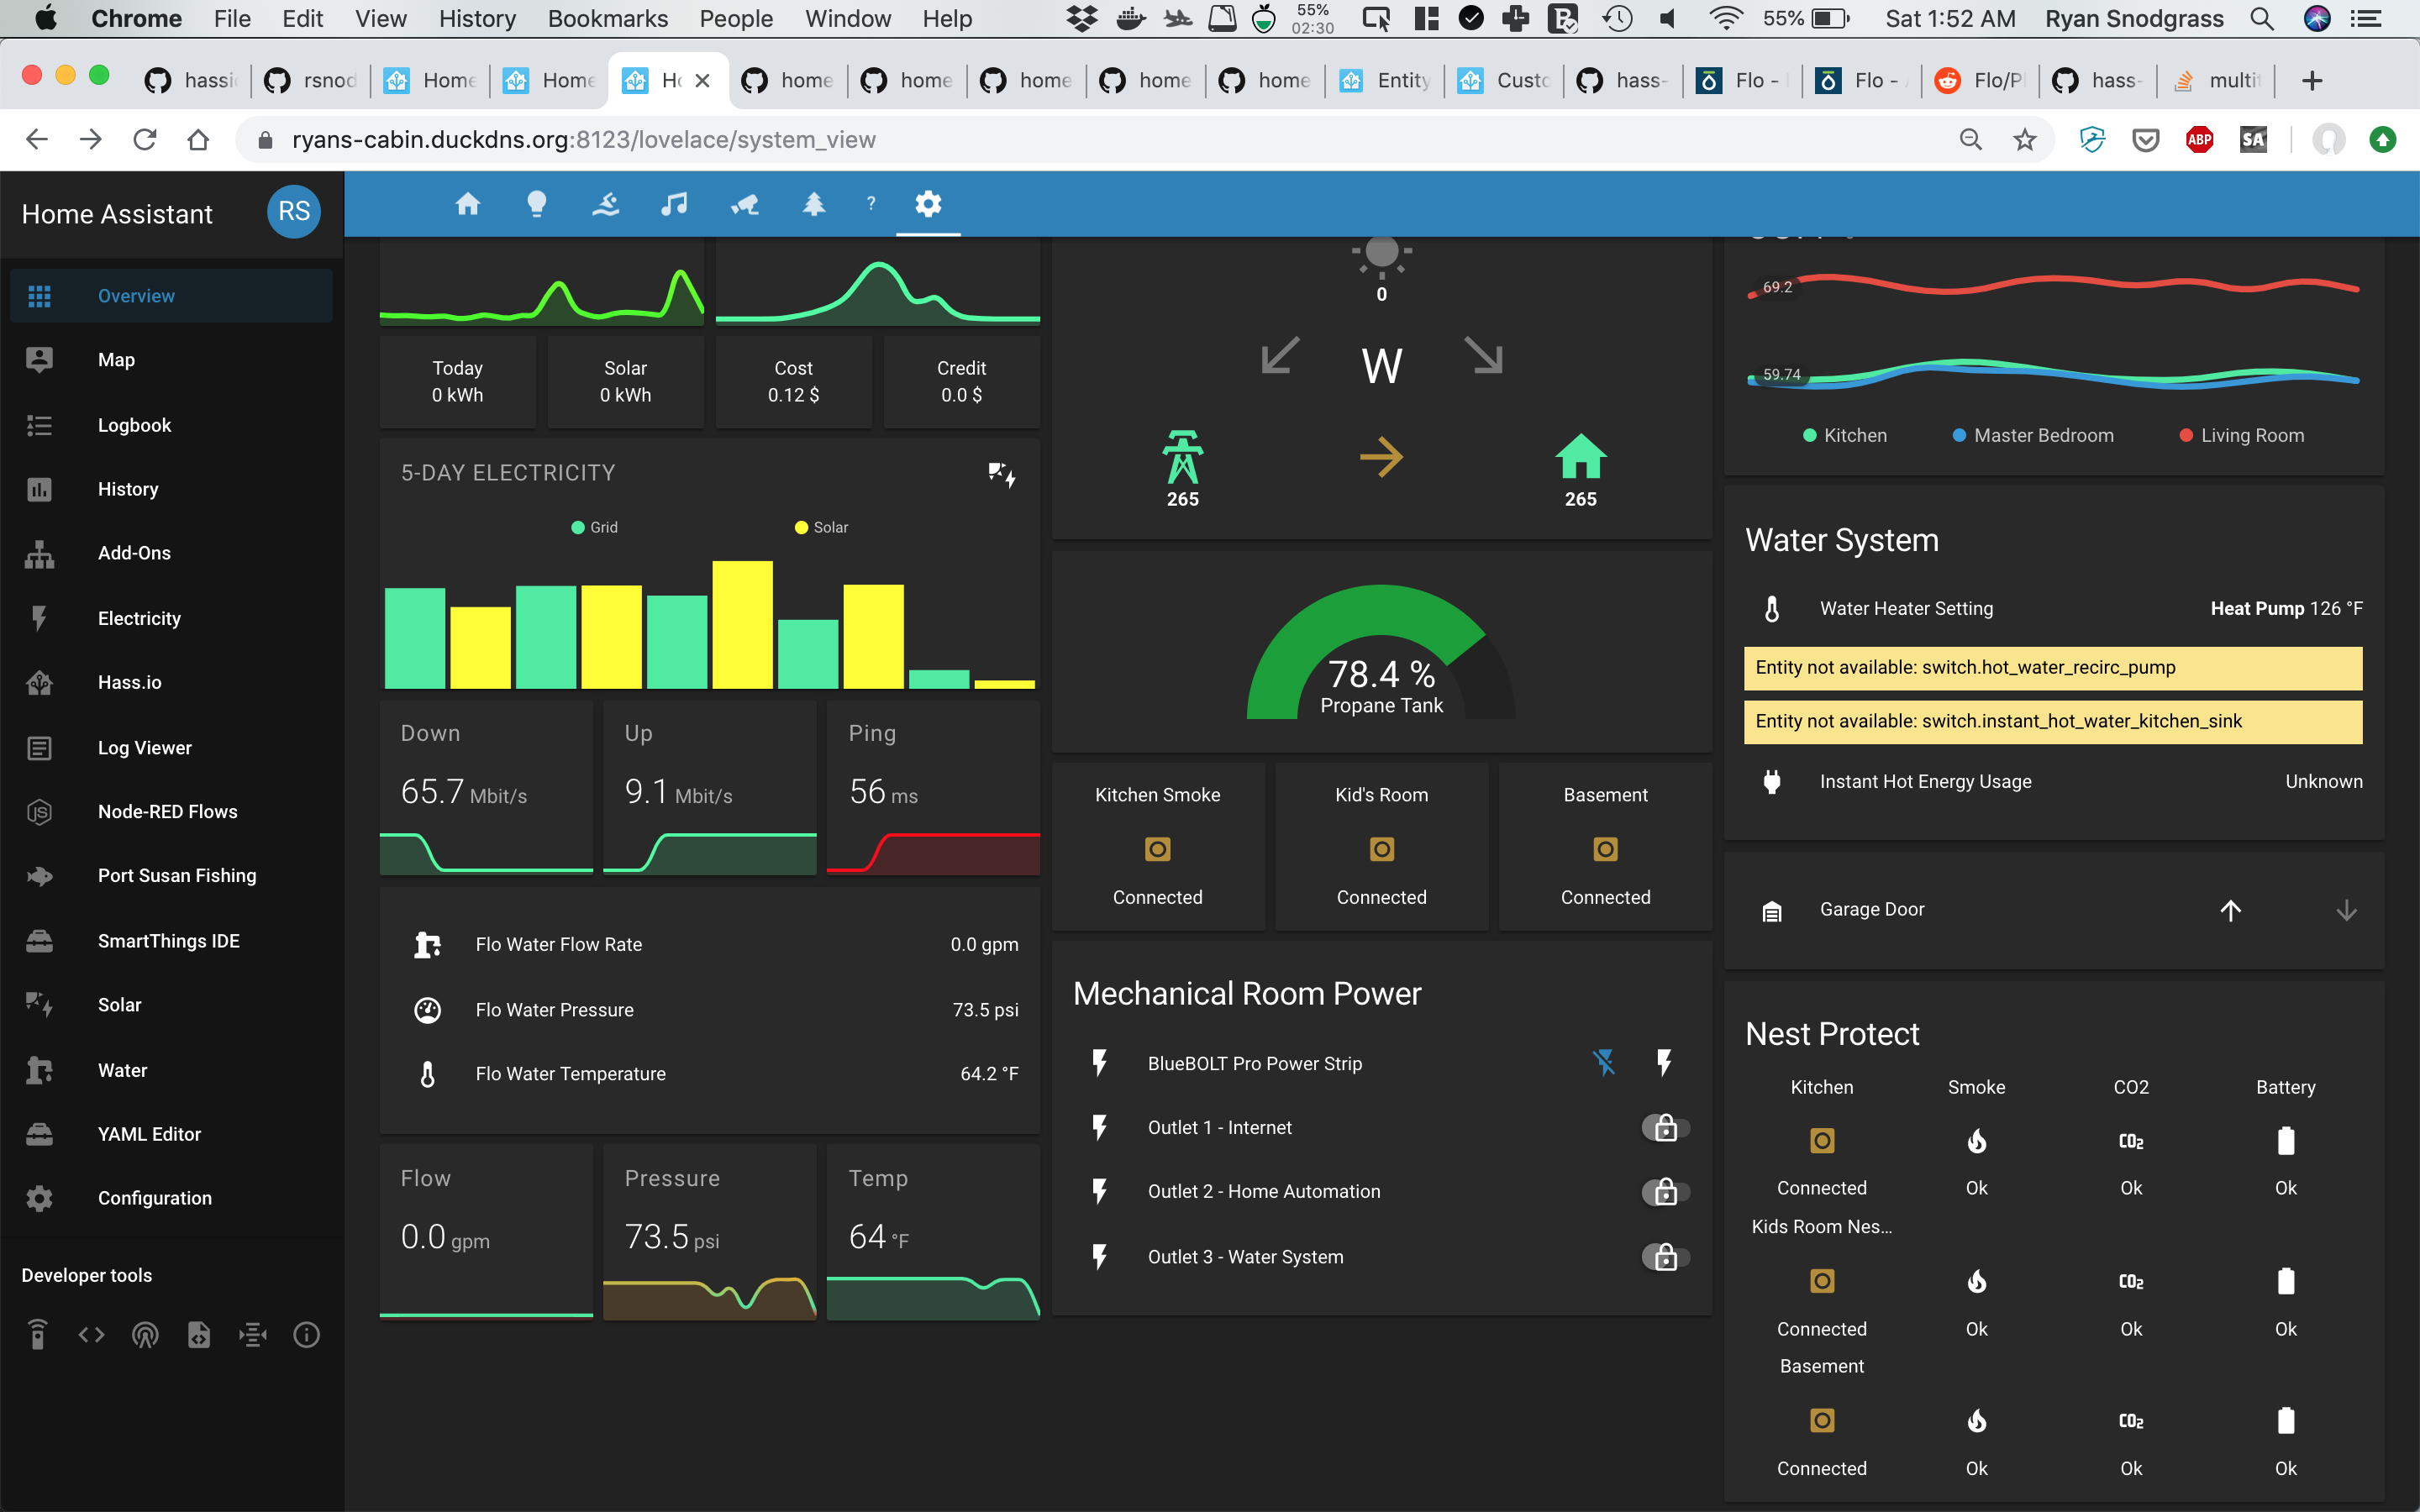 Chrome File Edit View History Bookmarks People Window Help 55% 02:30 55% Sat 1:52 AM Ryan Snodgrass
hassi rsnod Home Home Ho home home home home home Entity Custo hass- Flo - Flo - Flo/Pl hass- multi
ryans-cabin.duckdns.org:8123/lovelace/system_view
ABP
SA
Home Assistant
RS
?
Overview
Map
Logbook
History
Add-Ons
Electricity
Hass.io
Log Viewer
Node-RED Flows
Port Susan Fishing
SmartThings IDE
Solar
Water
YAML Editor
Configuration
Developer tools
Today
0 kWh
Solar
0 kWh
Cost
0.12 $
Credit
0.0 $
5-DAY ELECTRICITY
Grid
Solar
Down
65.7 Mbit/s
Up
9.1 Mbit/s
Ping
56 ms
Flo Water Flow Rate 0.0 gpm
Flo Water Pressure 73.5 psi
Flo Water Temperature 64.2 °F
Flow
0.0 gpm
Pressure
73.5 psi
Temp
64 °F
0
W
265
265
78.4 %
Propane Tank
Kitchen Smoke
Connected
Kid's Room
Connected
Basement
Connected
Mechanical Room Power
BlueBOLT Pro Power Strip
Outlet 1 - Internet
Outlet 2 - Home Automation
Outlet 3 - Water System
69.2
59.74
Kitchen
Master Bedroom
Living Room
Water System
Water Heater Setting Heat Pump 126 °F
Entity not available: switch.hot_water_recirc_pump
Entity not available: switch.instant_hot_water_kitchen_sink
Instant Hot Energy Usage Unknown
Garage Door
Nest Protect
Kitchen Smoke CO2 Battery
CO2
Connected Ok Ok Ok
Kids Room Nes...
CO2
Connected Ok Ok Ok
Basement
CO2
Connected Ok Ok Ok